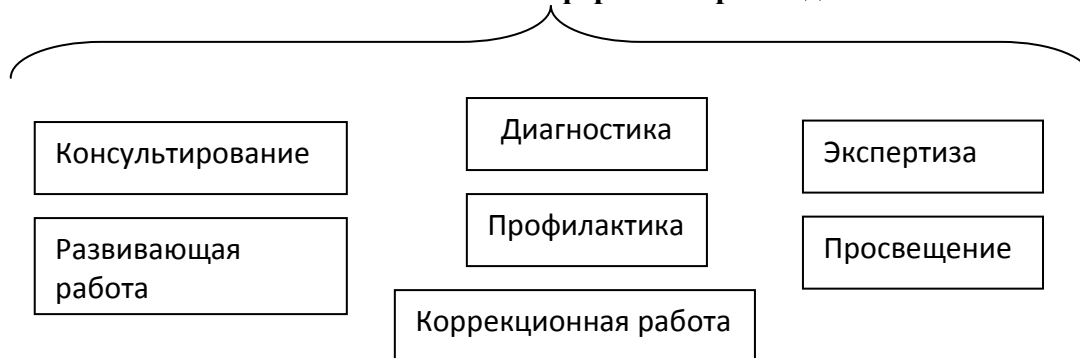 Консультирование
Диагностика
Экспертиза
Развивающая
работа
Профилактика
Просвещение
Коррекционная работа